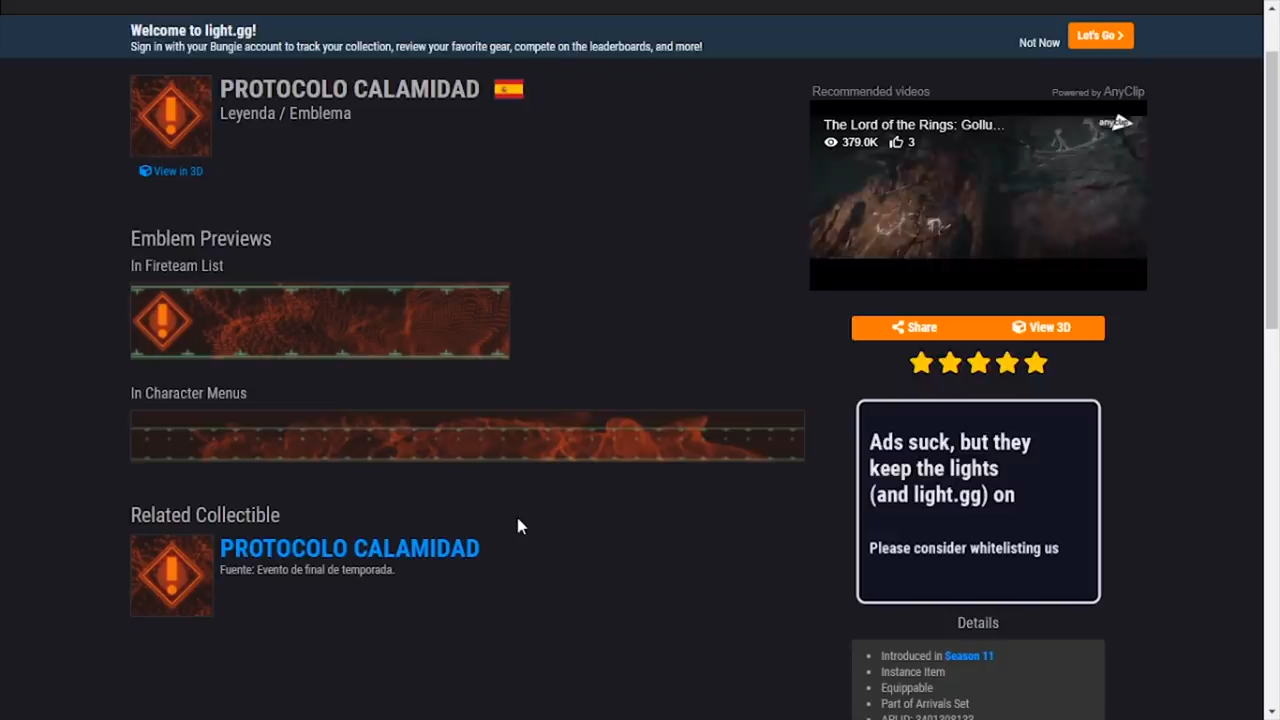 Welcome to light.gg!
Sign in with your Bungie account to track your collection, review your favorite gear, compete on the leaderboards, and more!
Not Now
Let's Go >
PROTOCOLO CALAMIDAD
Leyenda / Emblema
View in 3D
Emblem Previews
In Fireteam List
In Character Menus
Related Collectible
PROTOCOLO CALAMIDAD
Fuente: Evento de final de temporada.
Recommended videos
Powered by AnyClip
The Lord of the Rings: Gollu...
anyclip
379.0K 3
Share
View 3D
Ads suck, but they
keep the lights
(and light.gg) on
Please consider whitelisting us
Details
Introduced in Season 11
Instance Item
Equippable
Part of Arrivals Set